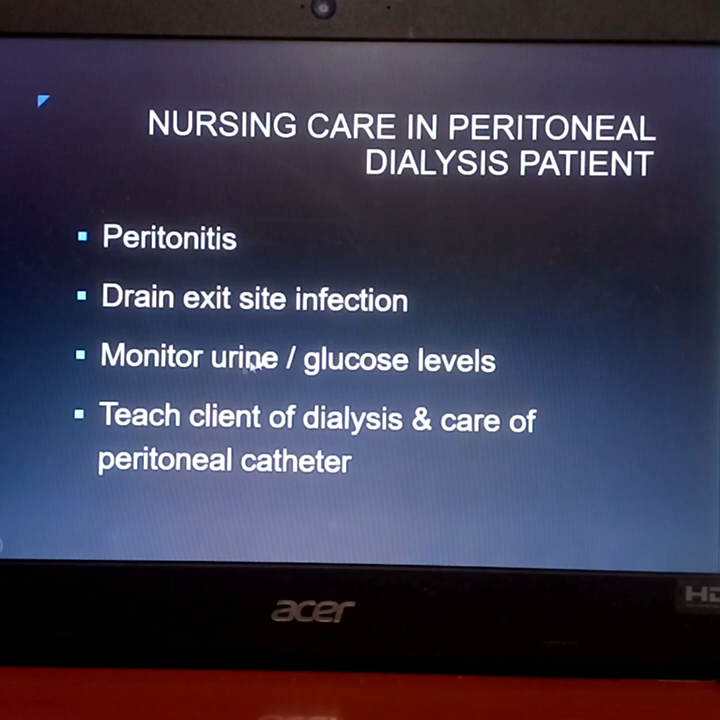 NURSING CARE IN PERITONEAL
DIALYSIS PATIENT
▪ Peritonitis
▪ Drain exit site infection
▪ Monitor urine / glucose levels
▪ Teach client of dialysis & care of
peritoneal catheter
acer
HD